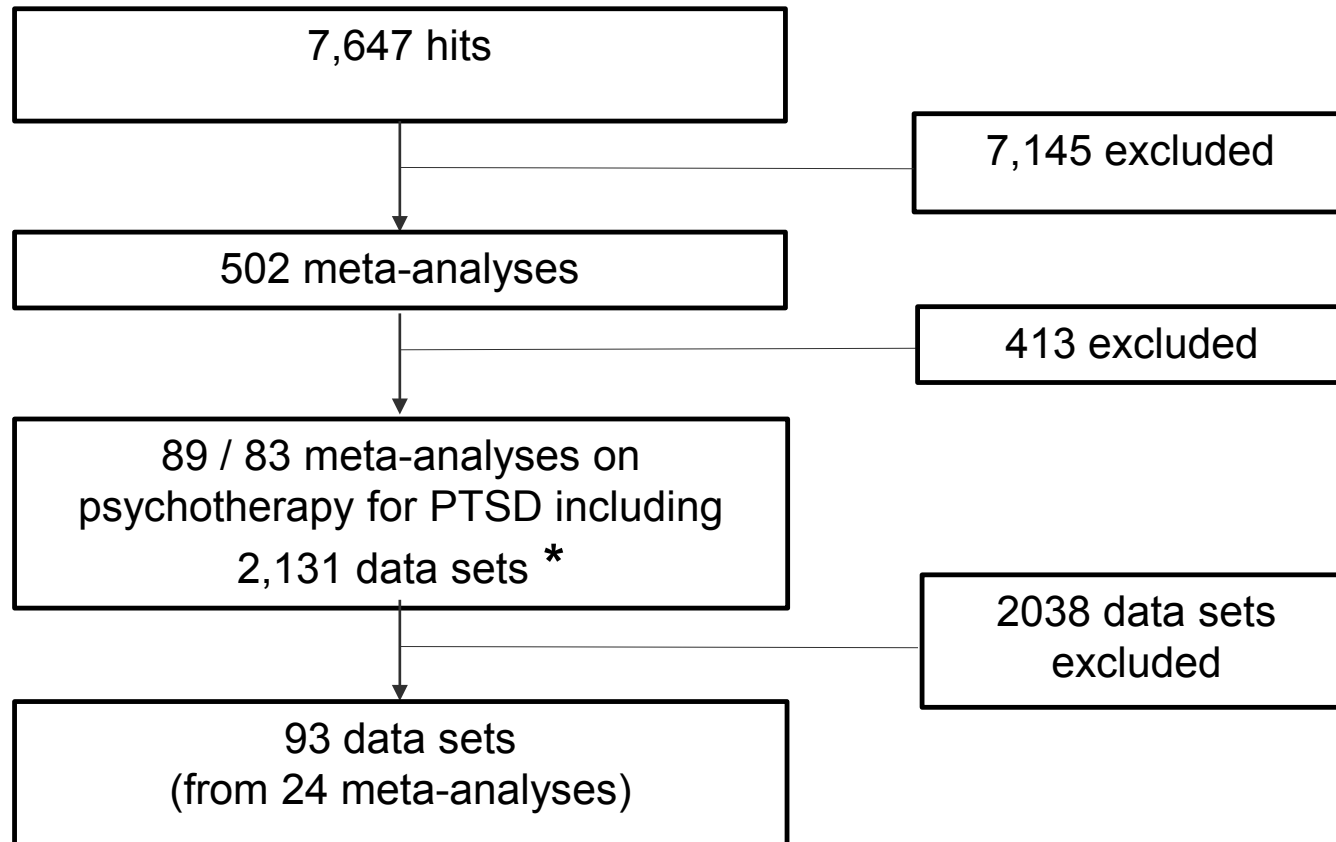 7,647 hits
7,145 excluded
502 meta-analyses
413 excluded
89 / 83 meta-analyses on
psychotherapy for PTSD including
2,131 data sets *
2038 data sets
excluded
93 data sets
(from 24 meta-analyses)